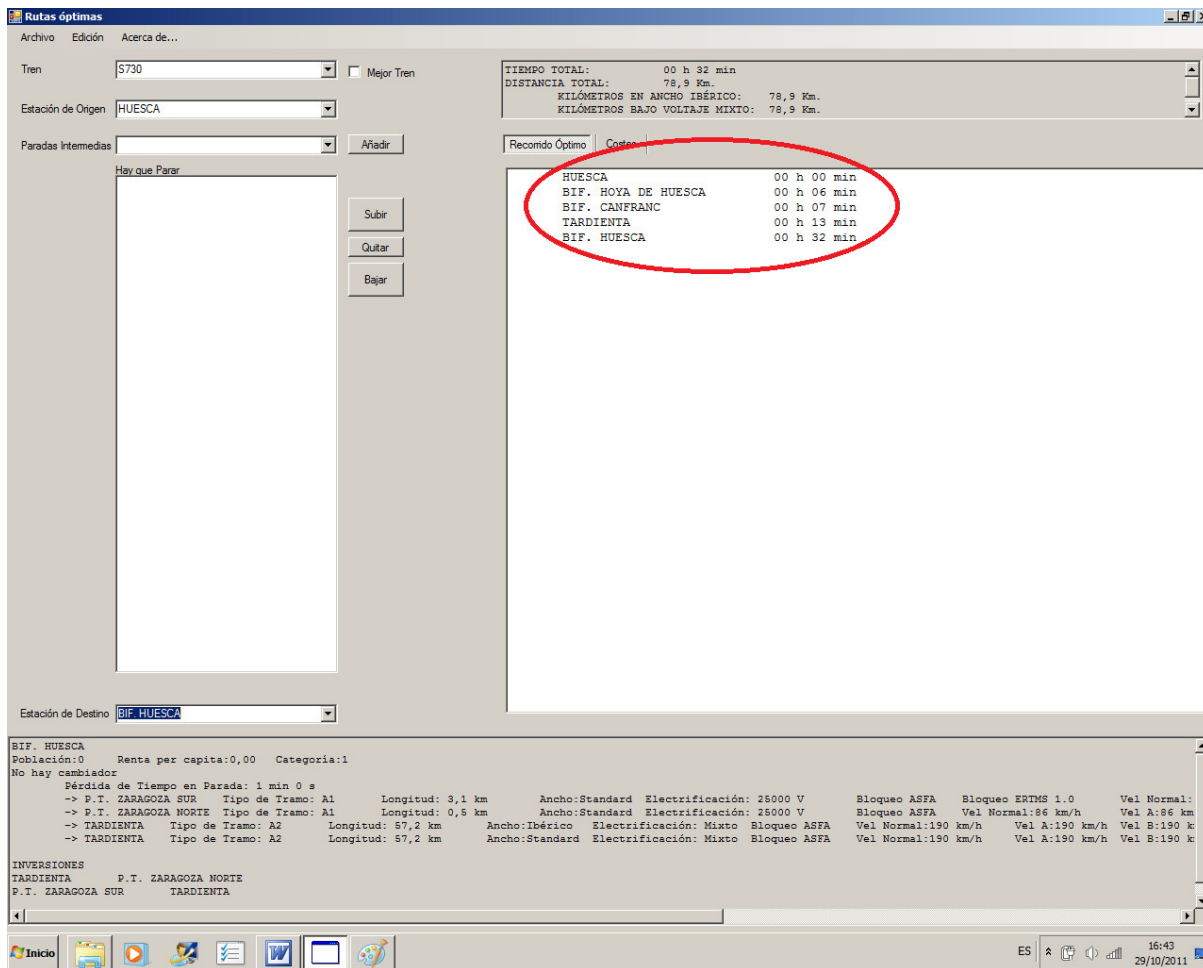 Rutas óptimas
Archivo Edición Acerca de...
Tren S730 Mejor Tren
Estación de Origen HUESCA
Paradas Intermedias Añadir
Hay que Parar
Subir
Quitar
Bajar
Estación de Destino BIF. HUESCA
TIEMPO TOTAL: 00 h 32 min
DISTANCIA TOTAL: 78,9 Km.
KILÓMETROS EN ANCHO IBÉRICO: 78,9 Km.
KILÓMETROS BAJO VOLTAJE MIXTO: 78,9 Km.
Recorrido Óptimo Costes
HUESCA 00 h 00 min
BIF. HOYA DE HUESCA 00 h 06 min
BIF. CANFRANC 00 h 07 min
TARDIENTA 00 h 13 min
BIF. HUESCA 00 h 32 min
BIF. HUESCA
Población:0 Renta per capita:0,00 Categoría:1
No hay cambiador
Pérdida de Tiempo en Parada: 1 min 0 s
-> P.T. ZARAGOZA SUR Tipo de Tramo: A1 Longitud: 3,1 km Ancho:Standard Electrificación: 25000 V Bloqueo ASFA Bloqueo ERTMS 1.0 Vel Normal:
-> P.T. ZARAGOZA NORTE Tipo de Tramo: A1 Longitud: 0,5 km Ancho:Standard Electrificación: 25000 V Bloqueo ASFA Vel Normal:86 km/h Vel A:86 km
-> TARDIENTA Tipo de Tramo: A2 Longitud: 57,2 km Ancho:Ibérico Electrificación: Mixto Bloqueo ASFA Vel Normal:190 km/h Vel A:190 km/h Vel B:190 k
-> TARDIENTA Tipo de Tramo: A2 Longitud: 57,2 km Ancho:Standard Electrificación: Mixto Bloqueo ASFA Vel Normal:190 km/h Vel A:190 km/h Vel B:190 k
INVERSIONES
TARDIENTA P.T. ZARAGOZA NORTE
P.T. ZARAGOZA SUR TARDIENTA
Inicio ES 16:43
29/10/2011